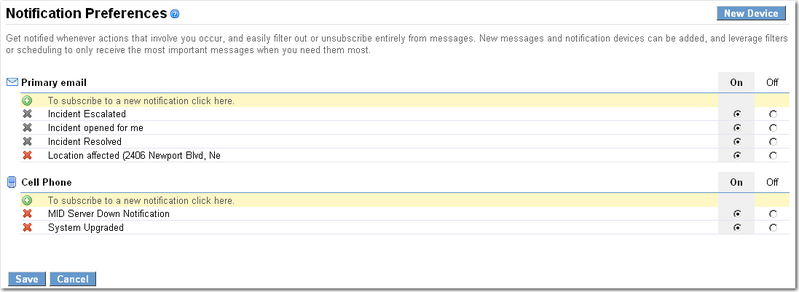 Notification Preferences
New Device
Get notified whenever actions that involve you occur, and easily filter out or unsubscribe entirely from messages. New messages and notification devices can be added, and leverage filters
or scheduling to only receive the most important messages when you need them most.
Primary email On Off
To subscribe to a new notification click here.
Incident Escalated
Incident opened for me
Incident Resolved
Location affected (2406 Newport Blvd, Ne
Cell Phone On Off
To subscribe to a new notification click here.
MID Server Down Notification
System Upgraded
Save Cancel